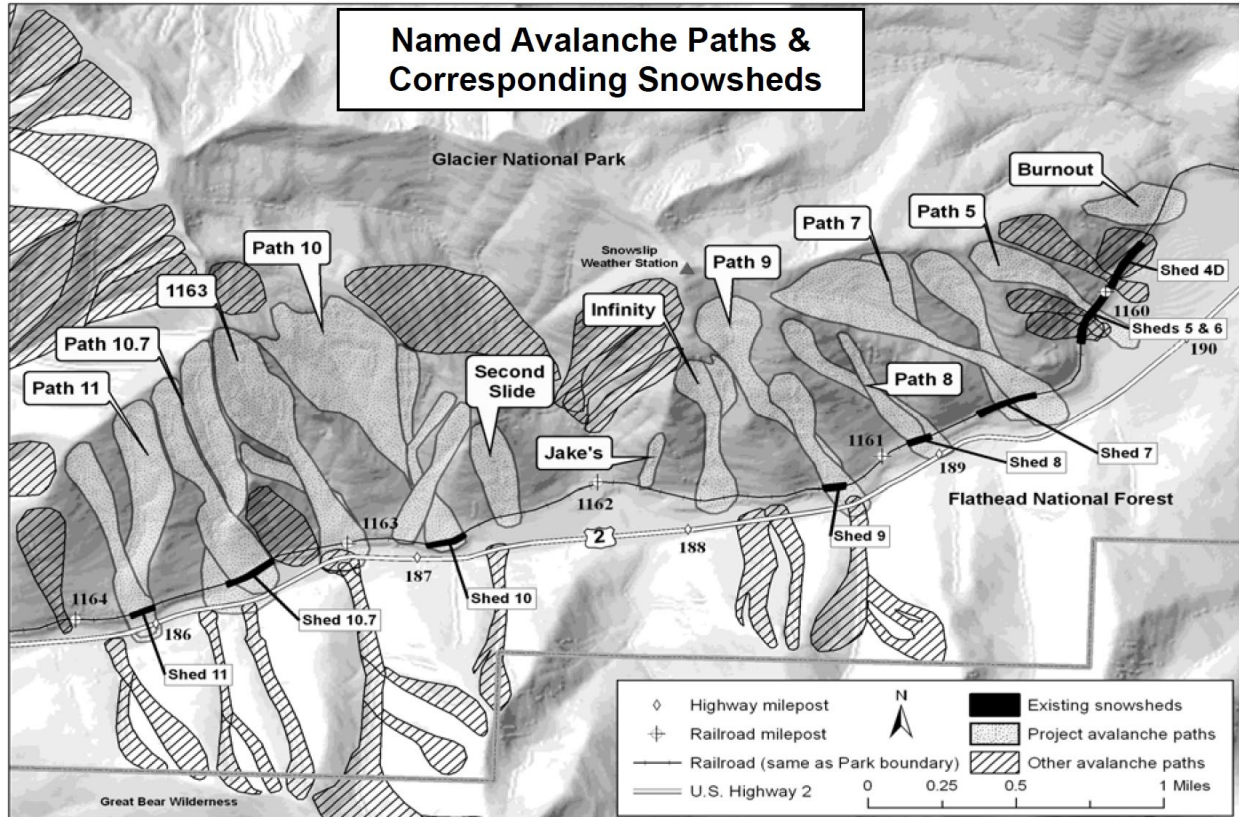 Named Avalanche Paths &
Corresponding Snowsheds
Glacier National Park
Burnout
Path 5
Path 7
Path 10
Snowslip
Weather Station
Path 9
Shed 4D
1163
Infinity
1160
Sheds 5 & 6
190
Path 10.7
Second
Slide
Path 8
Path 11
Jake's
1161
189
Shed 8
Shed 7
1162
Flathead National Forest
1163
2
188
Shed 9
187
Shed 10
1164
186
Shed 10.7
Shed 11
Great Bear Wilderness
Highway milepost
N
Existing snowsheds
Railroad milepost
Project avalanche paths
Railroad (same as Park boundary)
Other avalanche paths
U.S. Highway 2
0 0.25 0.5 1 Miles